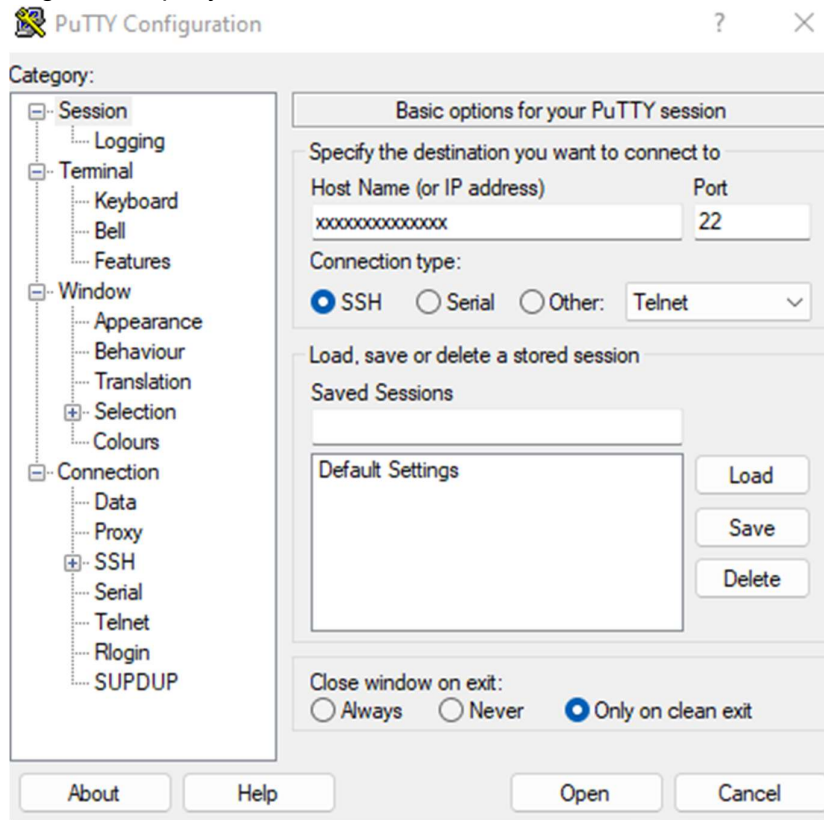 PuTTY Configuration
?
Category:
Session
Logging
Terminal
Keyboard
Bell
Features
Window
Appearance
Behaviour
Translation
Selection
Colours
Connection
Data
Proxy
SSH
Serial
Telnet
Rlogin
SUPDUP
Basic options for your PuTTY session
Specify the destination you want to connect to
Host Name (or IP address) Port
xxxxxxxxxxxxxx 22
Connection type:
SSH Serial Other: Telnet
Load, save or delete a stored session
Saved Sessions
Default Settings
Load
Save
Delete
Close window on exit:
Always Never Only on clean exit
About Help Open Cancel